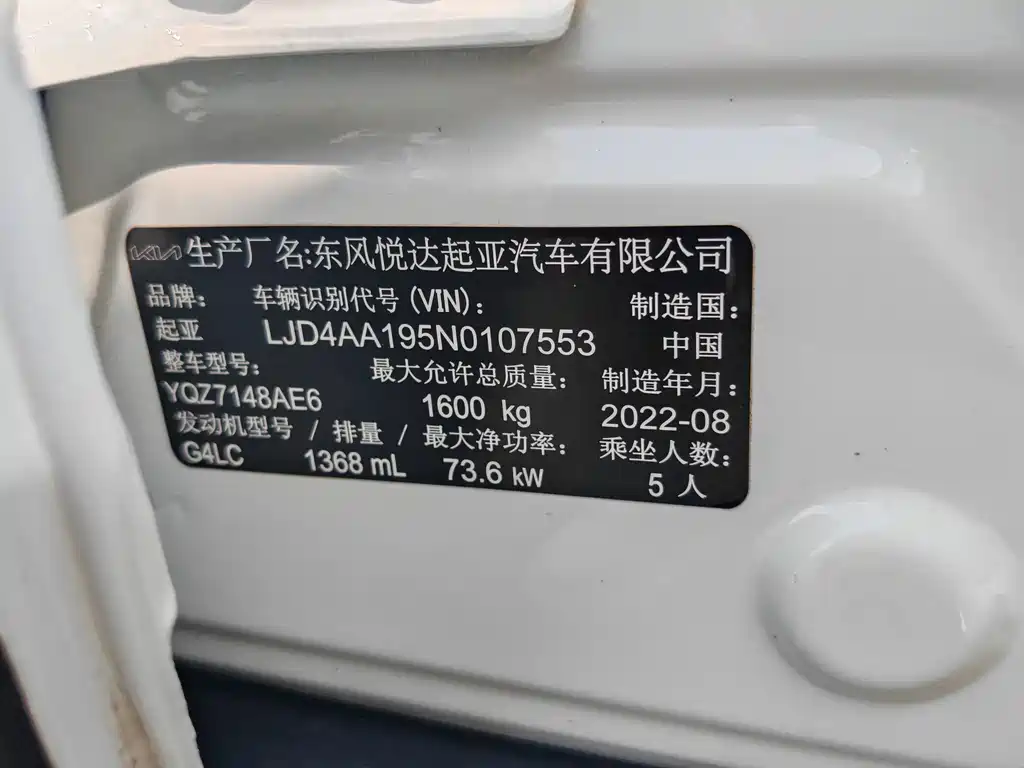 KIA 生产厂名:东风悦达起亚汽车有限公司
品牌: 车辆识别代号(VIN): 制造国:
起亚 LJD4AA195N0107553 中国
整车型号: 最大允许总质量: 制造年月:
YQZ7148AE6 1600 kg 2022-08
发动机型号 / 排量 / 最大净功率: 乘坐人数:
G4LC 1368 mL 73.6 kW 5 人